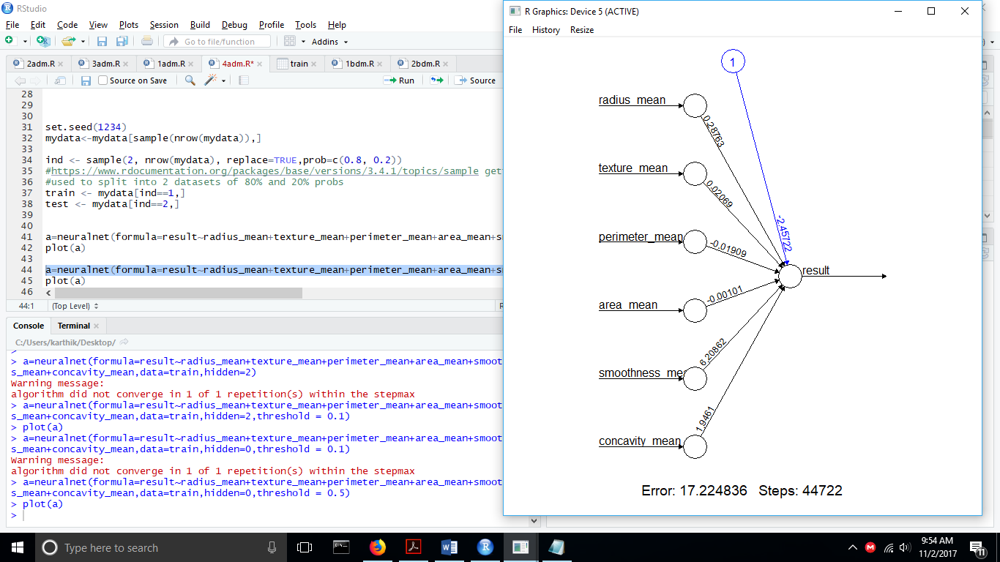 RStudio
File Edit Code View Plots Session Build Debug Profile Tools Help
Go to file/function Addins
2adm.R 3adm.R 1adm.R 4adm.R* train 1bdm.R 2bdm.R
Source on Save Run Source
28
29
30
31 set.seed(1234)
32 mydata<-mydata[sample(nrow(mydata)),]
33
34 ind <- sample(2, nrow(mydata), replace=TRUE,prob=c(0.8, 0.2))
35 #https://www.rdocumentation.org/packages/base/versions/3.4.1/topics/sample get
36 #used to split into 2 datasets of 80% and 20% probs
37 train <- mydata[ind==1,]
38 test <- mydata[ind==2,]
39
40
41 a=neuralnet(formula=result~radius_mean+texture_mean+perimeter_mean+area_mean+s
42 plot(a)
43
44 a=neuralnet(formula=result~radius_mean+texture_mean+perimeter_mean+area_mean+s
45 plot(a)
46
44:1 (Top Level) R
Console Terminal
C:/Users/karthik/Desktop/
>
> a=neuralnet(formula=result~radius_mean+texture_mean+perimeter_mean+area_mean+smoot
s_mean+concavity_mean,data=train,hidden=2)
Warning message:
algorithm did not converge in 1 of 1 repetition(s) within the stepmax
> a=neuralnet(formula=result~radius_mean+texture_mean+perimeter_mean+area_mean+smoot
s_mean+concavity_mean,data=train,hidden=2,threshold = 0.1)
> plot(a)
> a=neuralnet(formula=result~radius_mean+texture_mean+perimeter_mean+area_mean+smoot
s_mean+concavity_mean,data=train,hidden=0,threshold = 0.1)
Warning message:
algorithm did not converge in 1 of 1 repetition(s) within the stepmax
> a=neuralnet(formula=result~radius_mean+texture_mean+perimeter_mean+area_mean+smoot
s_mean+concavity_mean,data=train,hidden=0,threshold = 0.5)
> plot(a)
>
R Graphics: Device 5 (ACTIVE)
File History Resize
1
radius_mean
0.28763
texture_mean
0.02069
-2.45722
perimeter_mean
-0.01909
result
area_mean
-0.00101
6.20862
smoothness_mea
1.9461
concavity_mean
Error: 17.224836 Steps: 44722
Type here to search
9:54 AM
11/2/2017
11